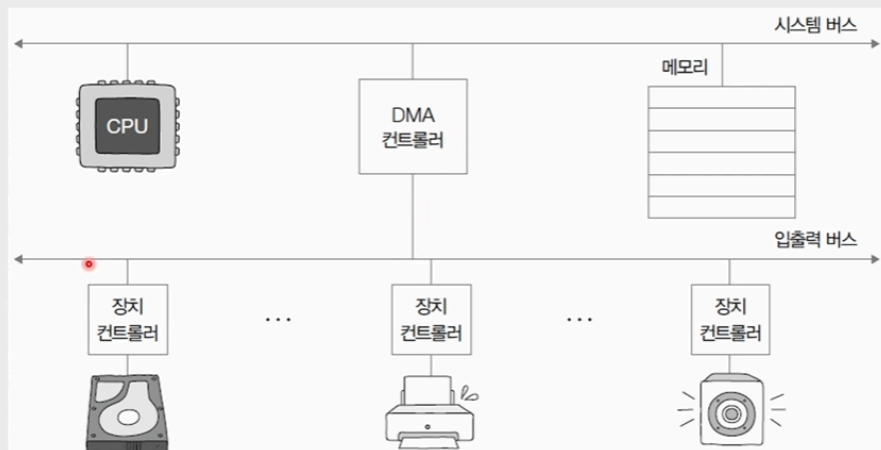 시스템 버스
메모리
CPU
DMA
컨트롤러
입출력 버스
장치
컨트롤러
...
장치
컨트롤러
...
장치
컨트롤러